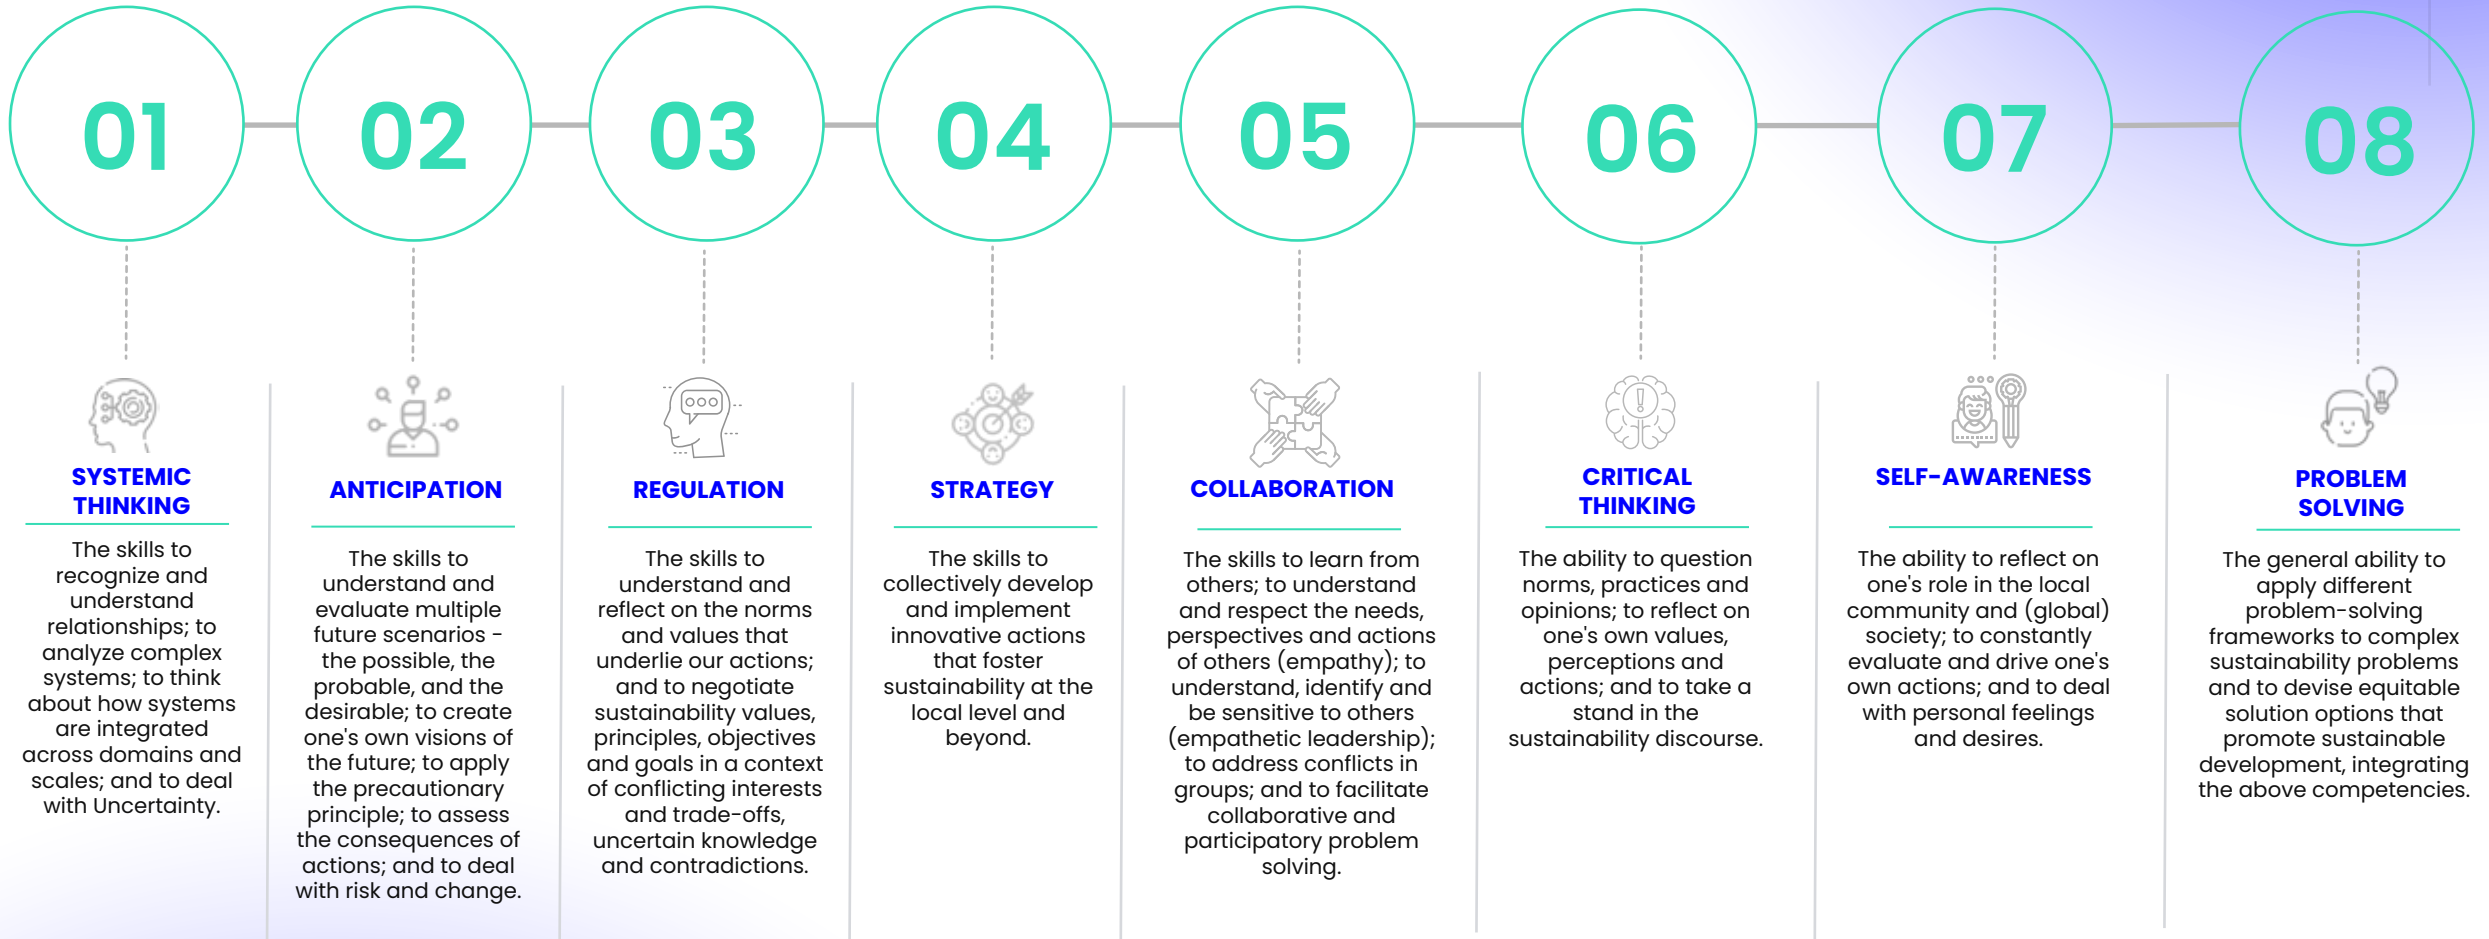 01
02
03
04
05
06
07
08
SYSTEMIC
THINKING
The skills to
recognize and
understand
relationships; to
analyze complex
systems; to think
about how systems
are integrated
across domains and
scales; and to deal
with Uncertainty.
ANTICIPATION
The skills to
understand and
evaluate multiple
future scenarios -
the possible, the
probable, and the
desirable; to create
one's own visions of
the future; to apply
the precautionary
principle; to assess
the consequences of
actions; and to deal
with risk and change.
REGULATION
The skills to
understand and
reflect on the norms
and values that
underlie our actions;
and to negotiate
sustainability values,
principles, objectives
and goals in a context
of conflicting interests
and trade-offs,
uncertain knowledge
and contradictions.
STRATEGY
The skills to
collectively develop
and implement
innovative actions
that foster
sustainability at the
local level and
beyond.
COLLABORATION
The skills to learn from
others; to understand
and respect the needs,
perspectives and actions
of others (empathy); to
understand, identify and
be sensitive to others
(empathetic leadership);
to address conflicts in
groups; and to facilitate
collaborative and
participatory problem
solving.
CRITICAL
THINKING
The ability to question
norms, practices and
opinions; to reflect on
one's own values,
perceptions and
actions; and to take a
stand in the
sustainability discourse.
SELF-AWARENESS
The ability to reflect on
one's role in the local
community and (global)
society; to constantly
evaluate and drive one's
own actions; and to deal
with personal feelings
and desires.
PROBLEM
SOLVING
The general ability to
apply different
problem-solving
frameworks to complex
sustainability problems
and to devise equitable
solution options that
promote sustainable
development, integrating
the above competencies.